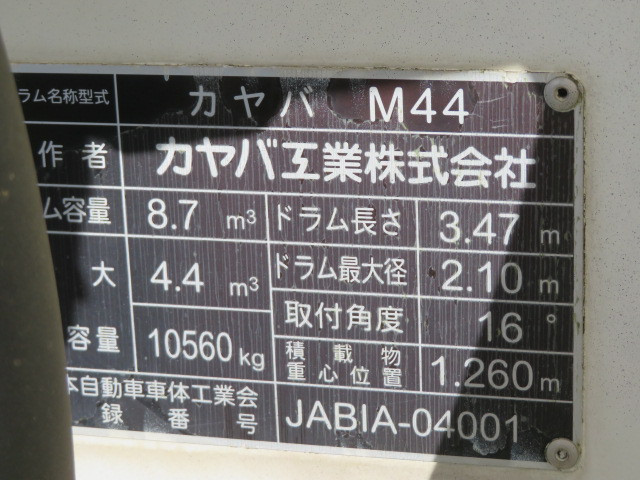 ラム名称型式 カヤバ M44
作者 カヤバ工業株式会社
ム容量 8.7 m³ ドラム長さ 3.47 m
大 4.4 m³ ドラム最大径 2.10 m
取付角度 16°
容量 10560 kg 積載物 1.260 m
重心位置
本自動車車体工業会 JABIA-04001
録番号